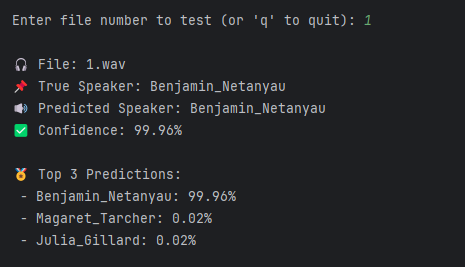 Enter file number to test (or 'q' to quit): 1
🎧 File: 1.wav
📌 True Speaker: Benjamin_Netanyau
🔊 Predicted Speaker: Benjamin_Netanyau
✅ Confidence: 99.96%
🏅 Top 3 Predictions:
- Benjamin_Netanyau: 99.96%
- Magaret_Tarcher: 0.02%
- Julia_Gillard: 0.02%